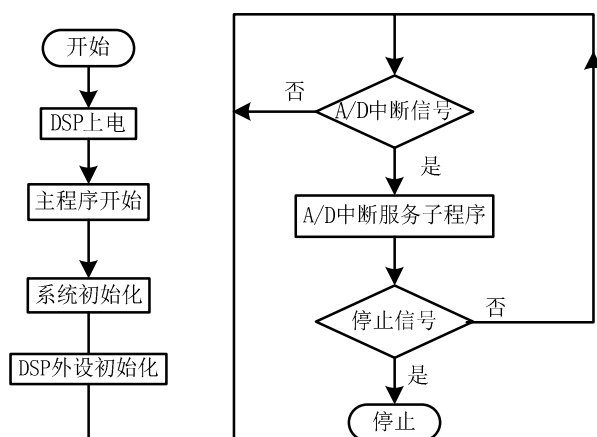 开始
DSP上电
主程序开始
系统初始化
DSP外设初始化
A/D中断信号
否
是
A/D中断服务子程序
停止信号
否
是
停止